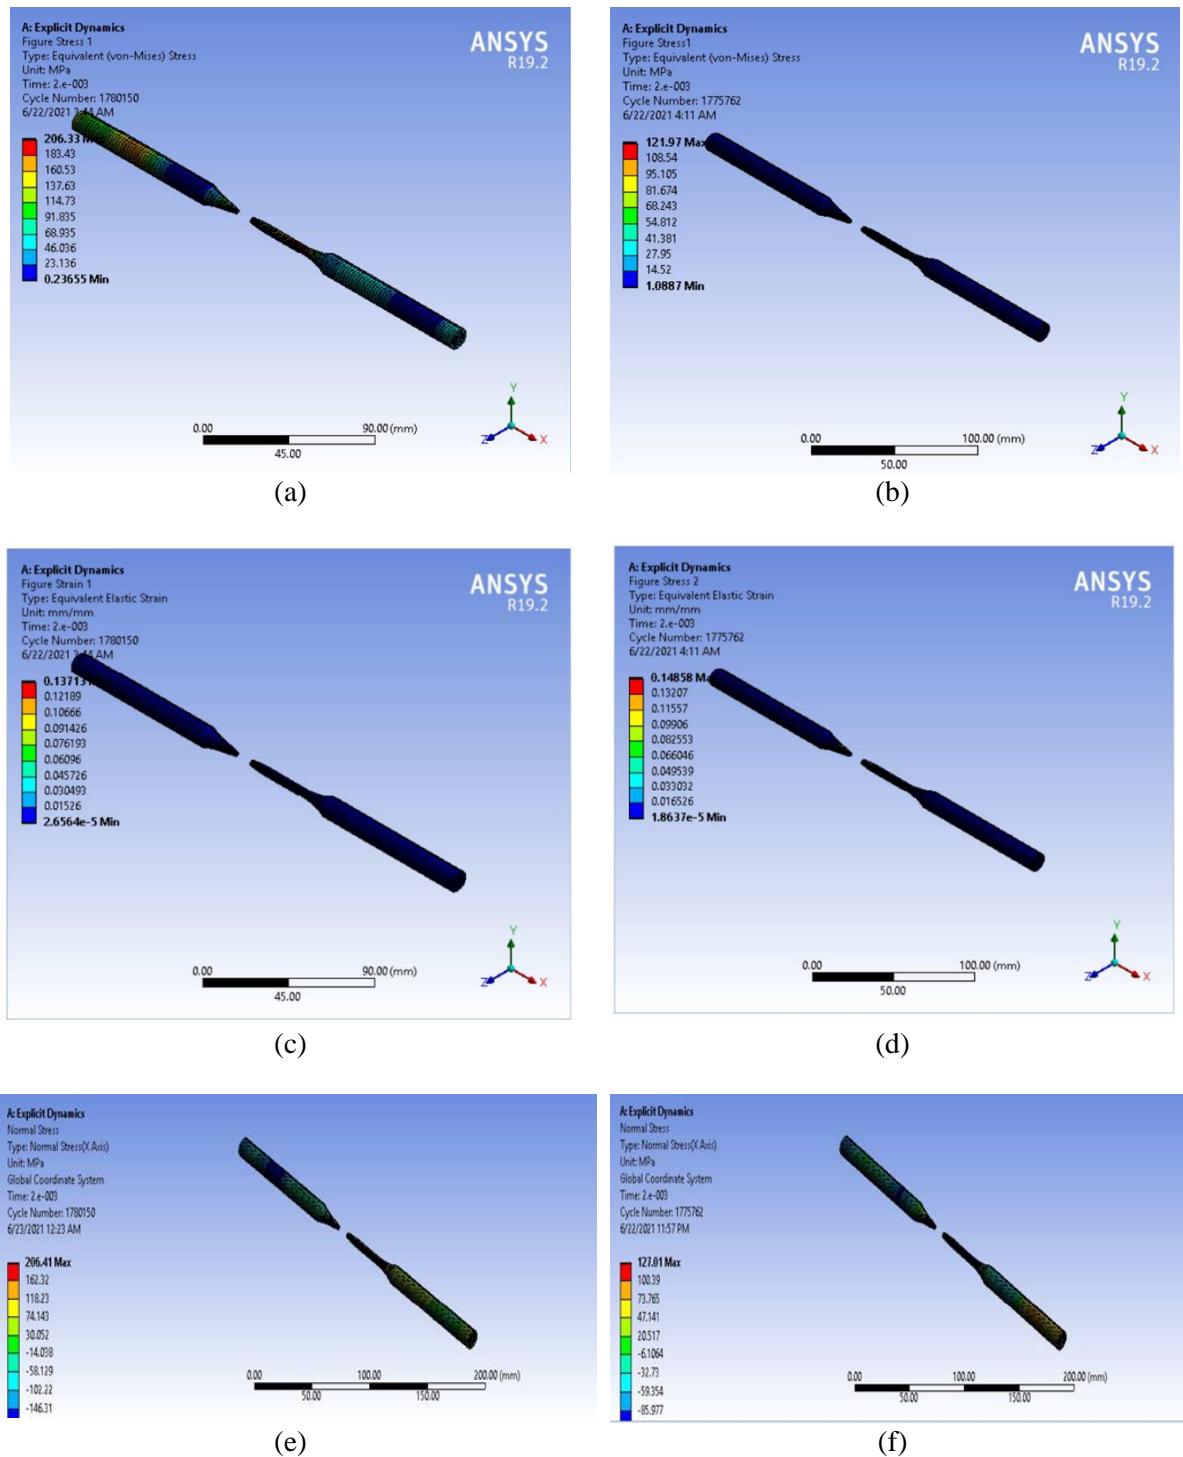 A: Explicit Dynamics
Figure Stress 1
Type: Equivalent (von-Mises) Stress
Unit: MPa
Time: 2.e-003
Cycle Number: 1780150
6/22/2021 3:44 AM
ANSYS
R19.2
206.33
183.43
160.53
137.63
114.73
91.835
68.935
46.036
23.136
0.23655 Min
0.00
90.00 (mm)
45.00
Y
Z
X
(a)
A: Explicit Dynamics
Figure Stress1
Type: Equivalent (von-Mises) Stress
Unit: MPa
Time: 2.e-003
Cycle Number: 1775762
6/22/2021 4:11 AM
ANSYS
R19.2
121.97 Max
108.54
95.105
81.674
68.243
54.812
41.381
27.95
14.52
1.0887 Min
0.00
100.00 (mm)
50.00
Y
Z
X
(b)
A: Explicit Dynamics
Figure Strain 1
Type: Equivalent Elastic Strain
Unit: mm/mm
Time: 2.e-003
Cycle Number: 1780150
6/22/2021 3:44 AM
ANSYS
R19.2
0.12189
0.10666
0.091426
0.076193
0.06096
0.045726
0.030493
0.01526
2.6564e-5 Min
0.00
90.00 (mm)
45.00
Y
Z
X
(c)
A: Explicit Dynamics
Figure Stress 2
Type: Equivalent Elastic Strain
Unit: mm/mm
Time: 2.e-003
Cycle Number: 1775762
6/22/2021 4:11 AM
ANSYS
R19.2
0.14858 Ma
0.13207
0.11557
0.09906
0.082553
0.066046
0.049539
0.033032
0.016526
1.8637e-5 Min
0.00
100.00 (mm)
50.00
Y
Z
X
(d)
A: Explicit Dynamics
Normal Stress
Type: Normal Stress(X Axis)
Unit: MPa
Global Coordinate System
Time: 2.e-003
Cycle Number: 1780150
6/23/2021 12:23 AM
206.41 Max
162.32
118.23
74.143
30.052
-14.038
-58.129
-102.22
-146.31
0.00
100.00
200.00 (mm)
50.00
150.00
(e)
A: Explicit Dynamics
Normal Stress
Type: Normal Stress(X Axis)
Unit: MPa
Global Coordinate System
Time: 2.e-003
Cycle Number: 1775762
6/22/2021 11:57 PM
127.01 Max
100.39
73.765
47.141
20.517
-6.1064
-32.73
-59.354
-85.977
0.00
100.00
200.00 (mm)
50.00
150.00
(f)